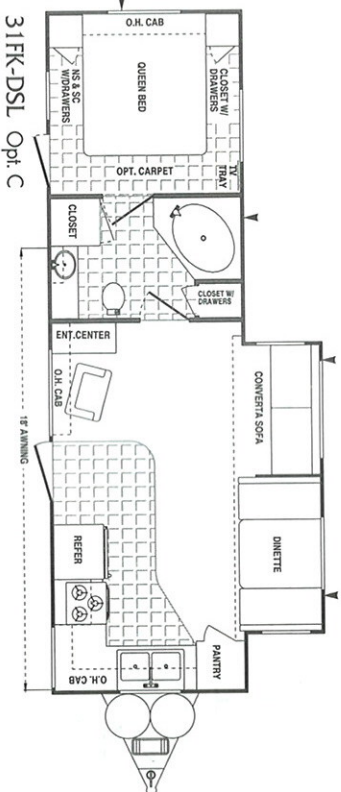 31FK-DSL Opt. C
O.H. CAB
QUEEN BED
CLOSET W/
DRAWERS
NS & SC
W/DRAWERS
OPT. CARPET
TV
TRAY
CLOSET
CLOSET W/
DRAWERS
ENT.CENTER
O.H. CAB
CONVERTA SOFA
DINETTE
REFER
PANTRY
O.H. CAB
18' AWNING